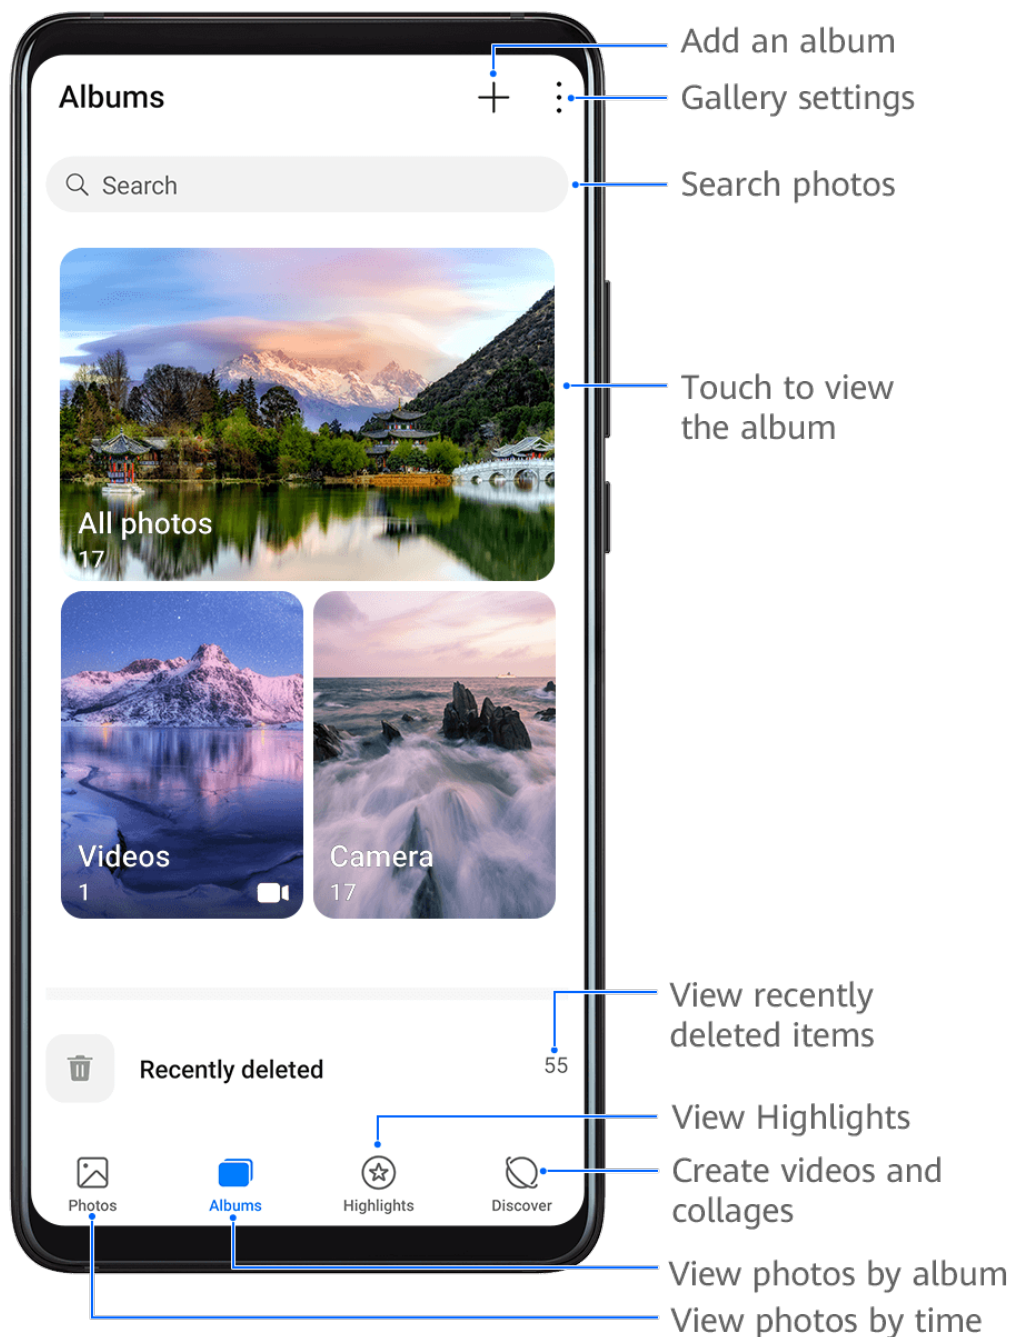 Add an album
Albums
Gallery settings
Search
Search photos
Touch to view
the album
All photos
17
Videos
1
Camera
17
View recently
deleted items
Recently deleted
55
View Highlights
Create videos and
collages
Photos
Albums
Highlights
Discover
View photos by album
View photos by time